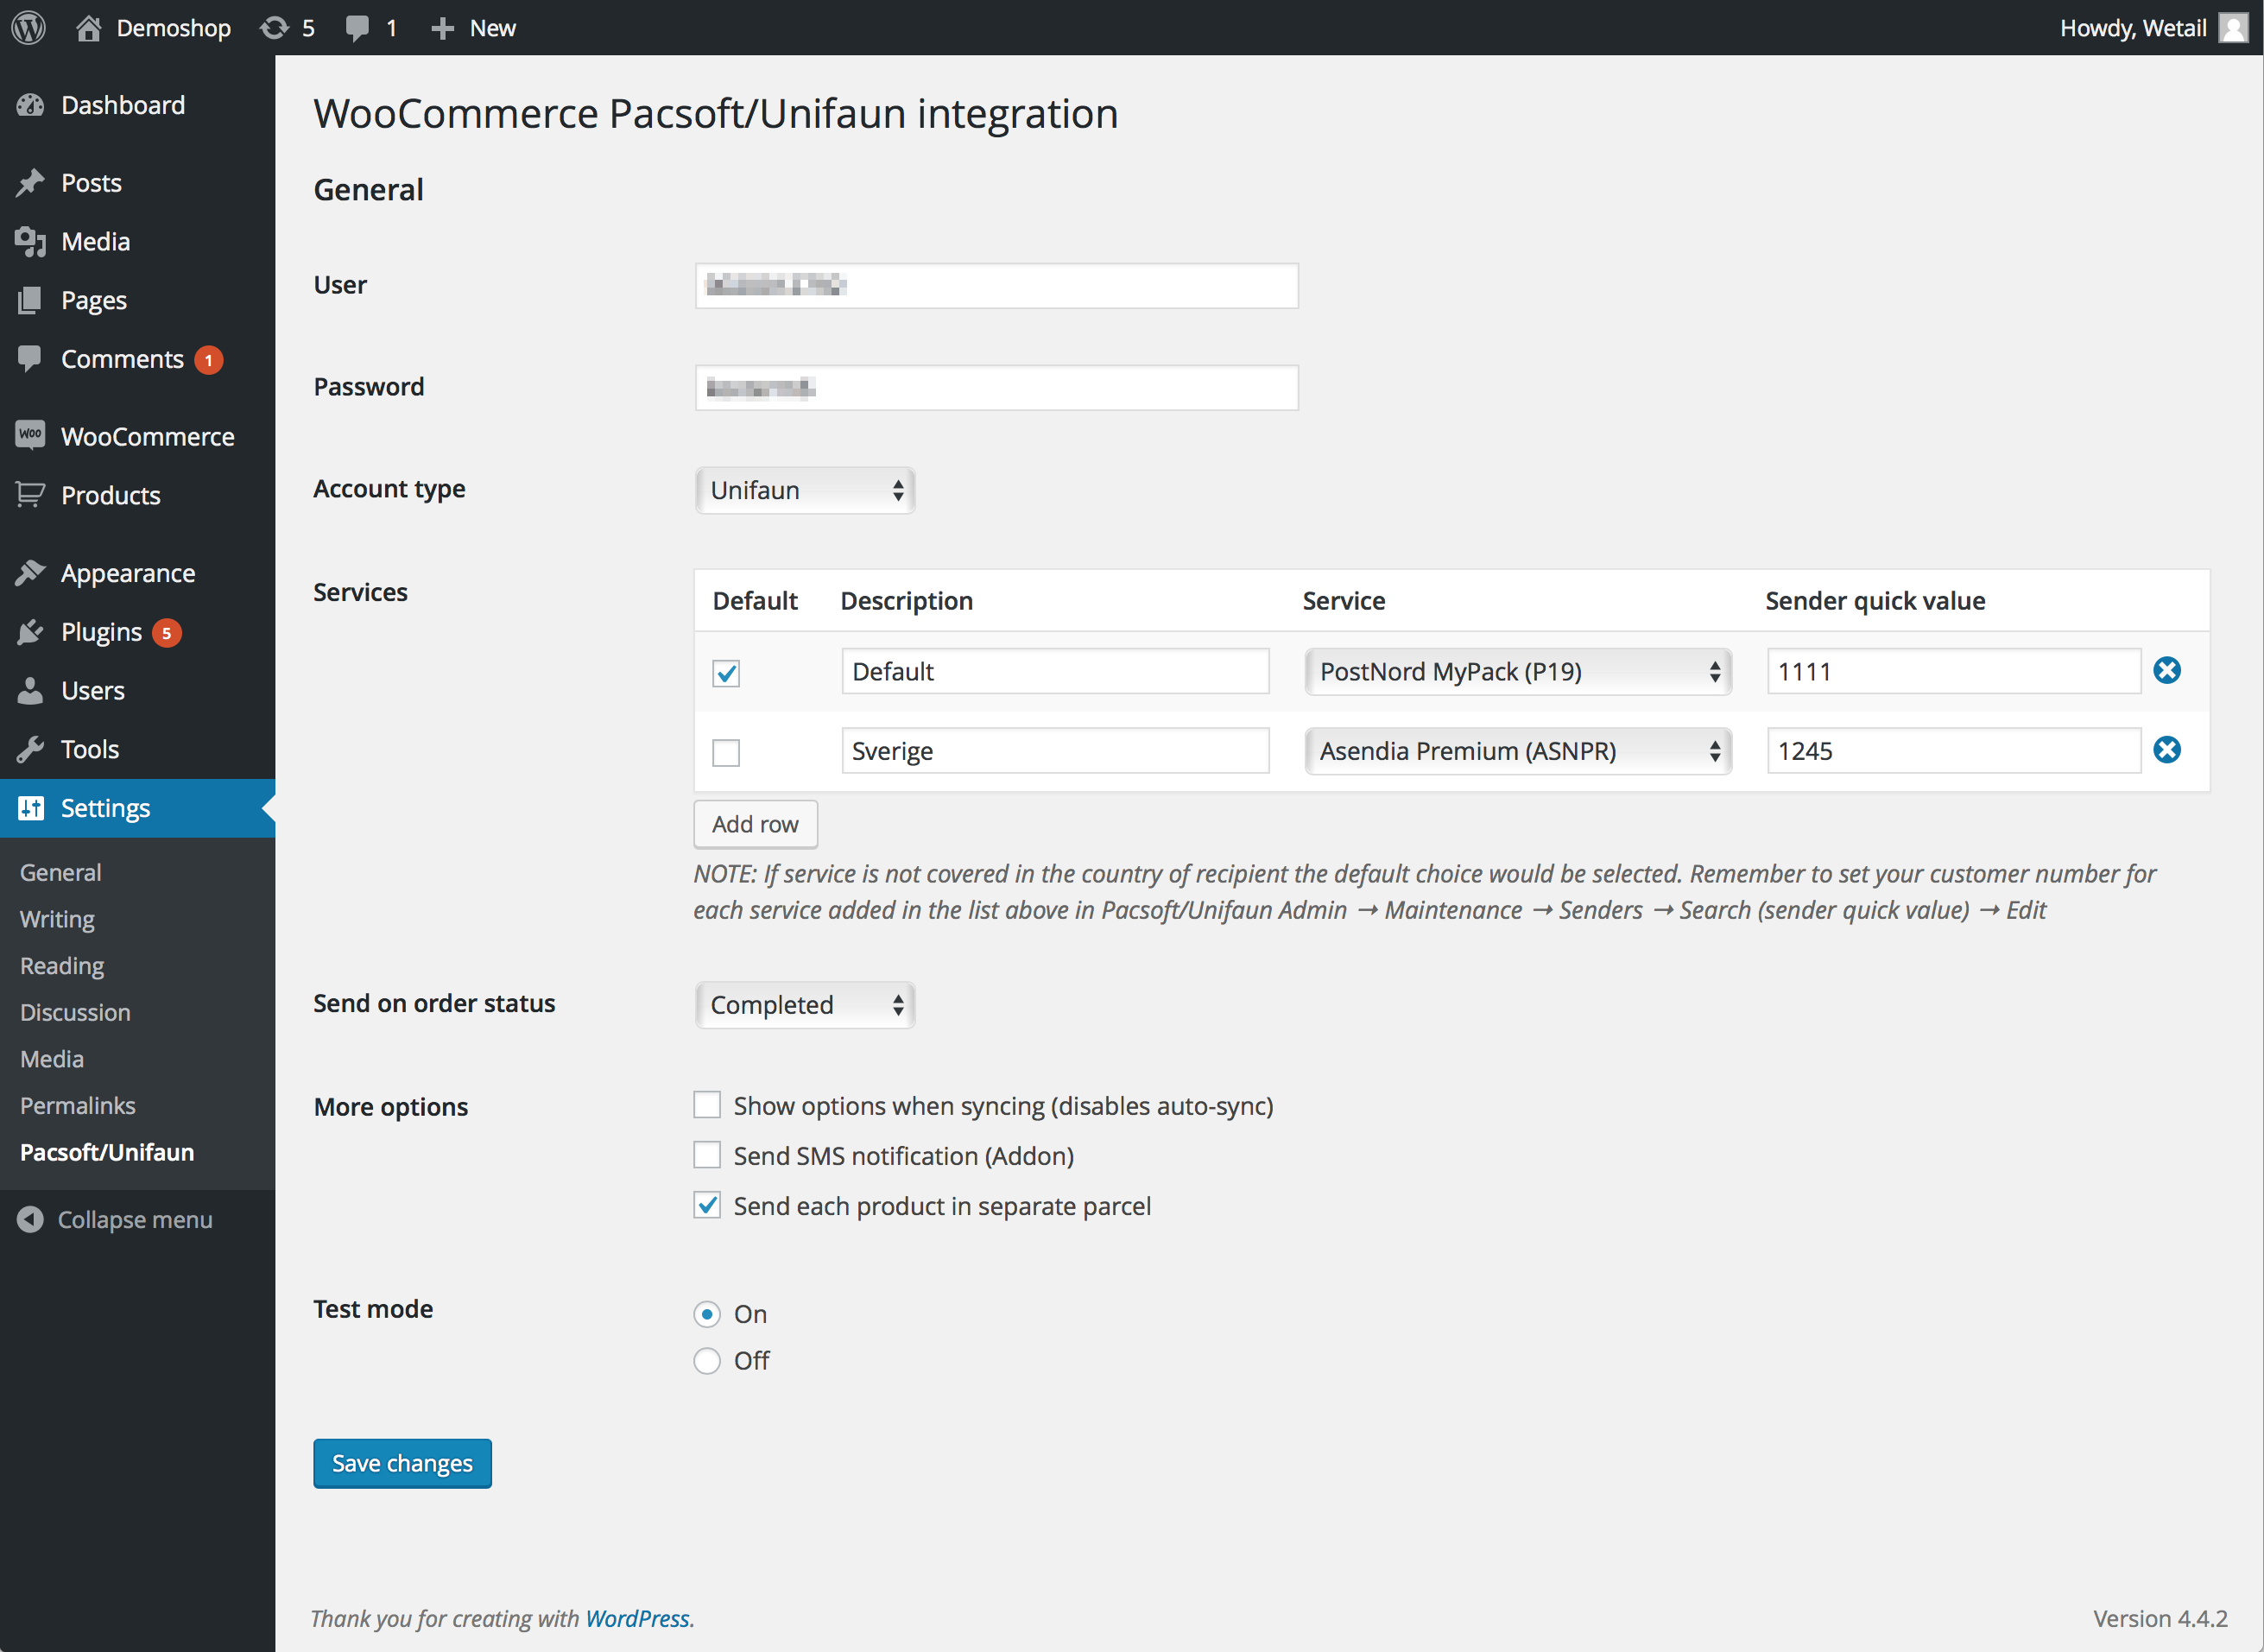 Demoshop 5 1 New Howdy, Wetail
Dashboard
Posts
Media
Pages
Comments 1
WOO WooCommerce
Products
Appearance
Plugins 5
Users
Tools
Settings
General
Writing
Reading
Discussion
Media
Permalinks
Pacsoft/Unifaun
Collapse menu
WooCommerce Pacsoft/Unifaun integration
General
User
Password
Account type Unifaun
Services
Default Description Service Sender quick value
Default PostNord MyPack (P19) 1111
Sverige Asendia Premium (ASNPR) 1245
Add row
NOTE: If service is not covered in the country of recipient the default choice would be selected. Remember to set your customer number for
each service added in the list above in Pacsoft/Unifaun Admin → Maintenance → Senders → Search (sender quick value) → Edit
Send on order status Completed
More options
Show options when syncing (disables auto-sync)
Send SMS notification (Addon)
Send each product in separate parcel
Test mode
On
Off
Save changes
Thank you for creating with WordPress. Version 4.4.2